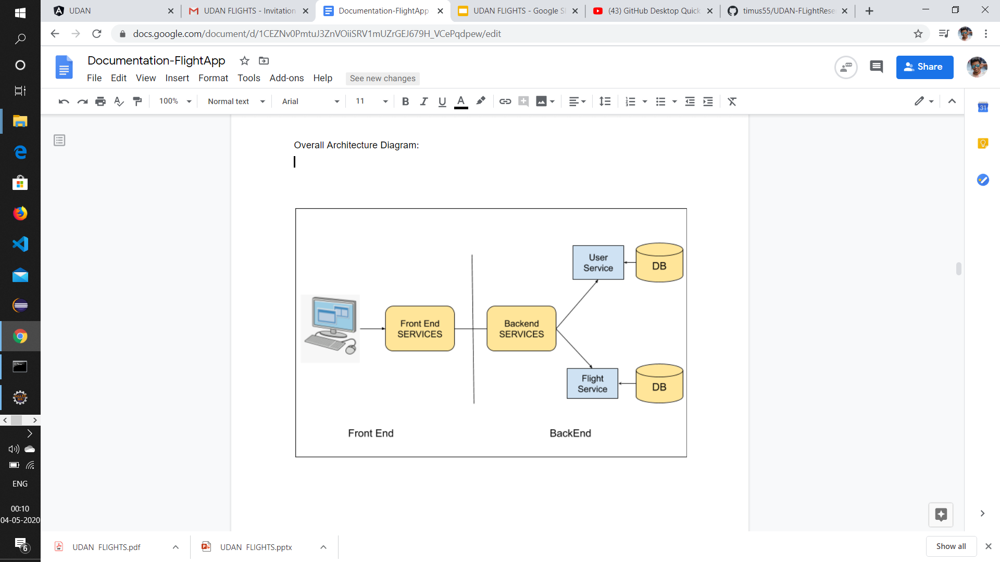 UDAN
UDAN FLIGHTS - Invitation
Documentation-FlightApp
UDAN FLIGHTS - Google Sl
(43) GitHub Desktop Quick
timus55/UDAN-FLightRese
docs.google.com/document/d/1CEZNv0PmtuJ3ZnVOiiSRV1mUZrGEJ679H_VCePqdpew/edit
Documentation-FlightApp
File Edit View Insert Format Tools Add-ons Help See new changes
Share
100% Normal text Arial 11 B I U A
31
Overall Architecture Diagram:
User
Service
DB
Front End
SERVICES
Backend
SERVICES
Flight
Service
DB
Front End
BackEnd
ENG
00:10
04-05-2020
6
UDAN FLIGHTS.pdf
UDAN FLIGHTS.pptx
Show all